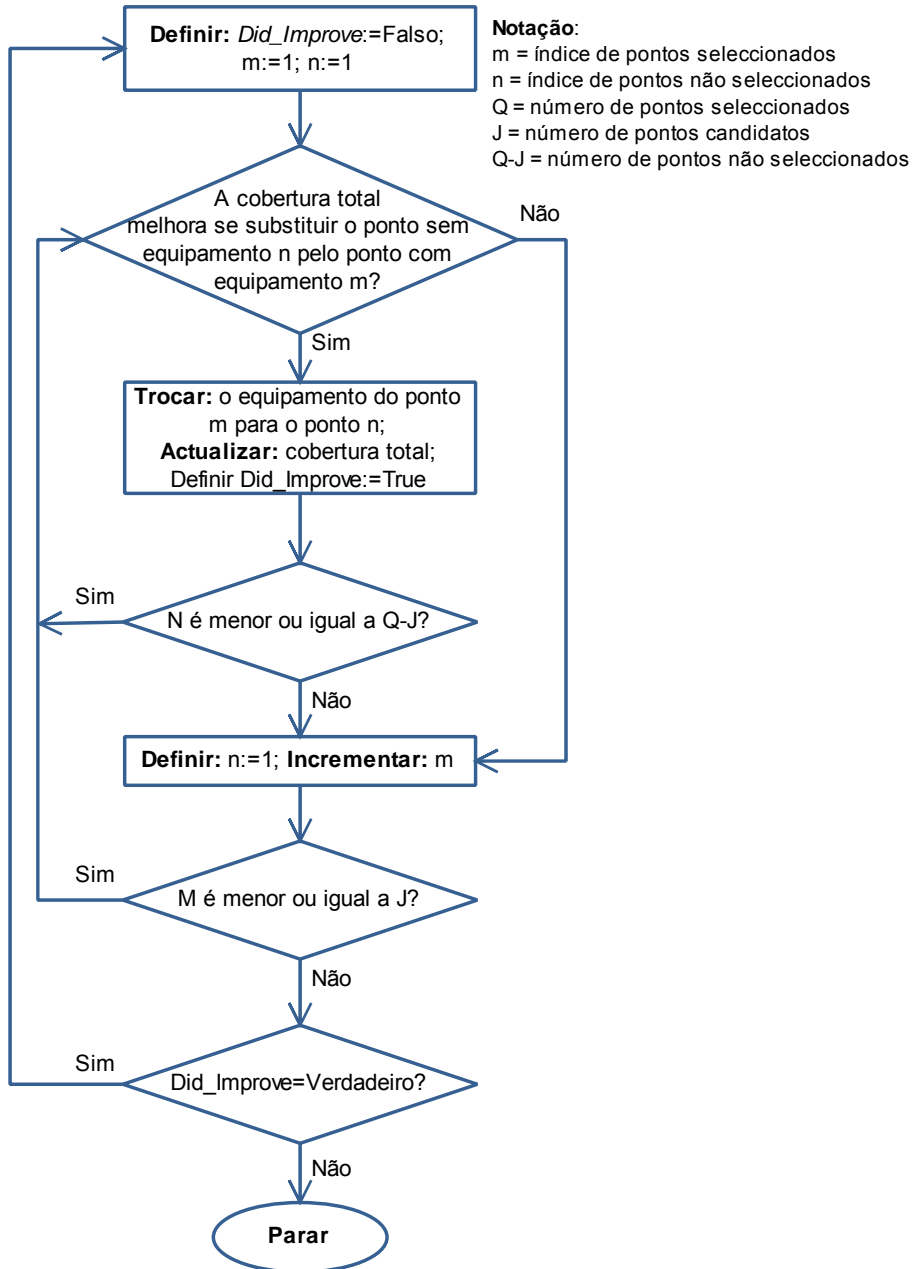 Definir: Did_Improve:=Falso;
m:=1; n:=1
Notação:
m = índice de pontos seleccionados
n = índice de pontos não seleccionados
Q = número de pontos seleccionados
J = número de pontos candidatos
Q-J = número de pontos não seleccionados
A cobertura total
melhora se substituir o ponto sem
equipamento n pelo ponto com
equipamento m?
Não
Sim
Trocar: o equipamento do ponto
m para o ponto n;
Actualizar: cobertura total;
Definir Did_Improve:=True
Sim
N é menor ou igual a Q-J?
Não
Definir: n:=1; Incrementar: m
Sim
M é menor ou igual a J?
Não
Sim
Did_Improve=Verdadeiro?
Não
Parar